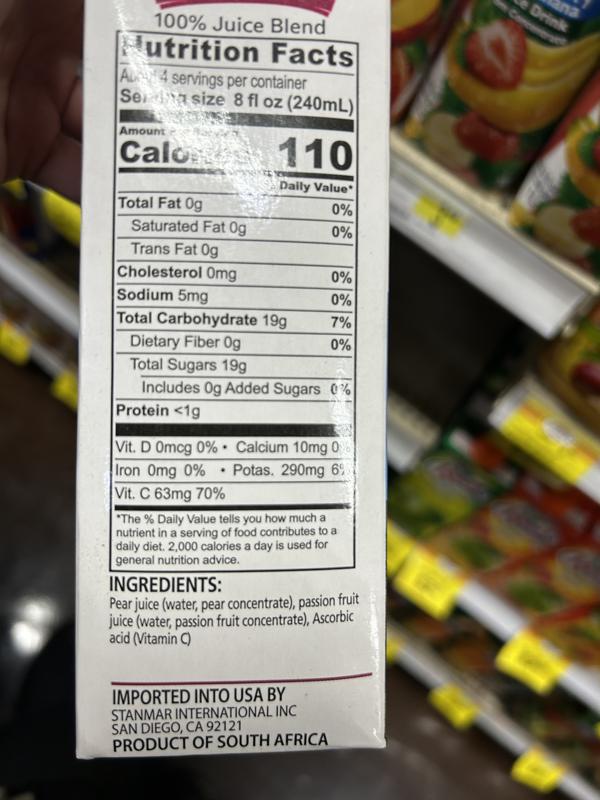 100% Juice Blend
Nutrition Facts
About 4 servings per container
Serving size 8 fl oz (240mL)
Amount
Calories 110
Daily Value*
Total Fat 0g 0%
Saturated Fat 0g 0%
Trans Fat 0g
Cholesterol 0mg 0%
Sodium 5mg 0%
Total Carbohydrate 19g 7%
Dietary Fiber 0g 0%
Total Sugars 19g
Includes 0g Added Sugars 0%
Protein <1g
Vit. D 0mcg 0% • Calcium 10mg 0%
Iron 0mg 0% • Potas. 290mg 6%
Vit. C 63mg 70%
*The % Daily Value tells you how much a
nutrient in a serving of food contributes to a
daily diet. 2,000 calories a day is used for
general nutrition advice.
INGREDIENTS:
Pear juice (water, pear concentrate), passion fruit
juice (water, passion fruit concentrate), Ascorbic
acid (Vitamin C)
IMPORTED INTO USA BY
STANMAR INTERNATIONAL INC
SAN DIEGO, CA 92121
PRODUCT OF SOUTH AFRICA